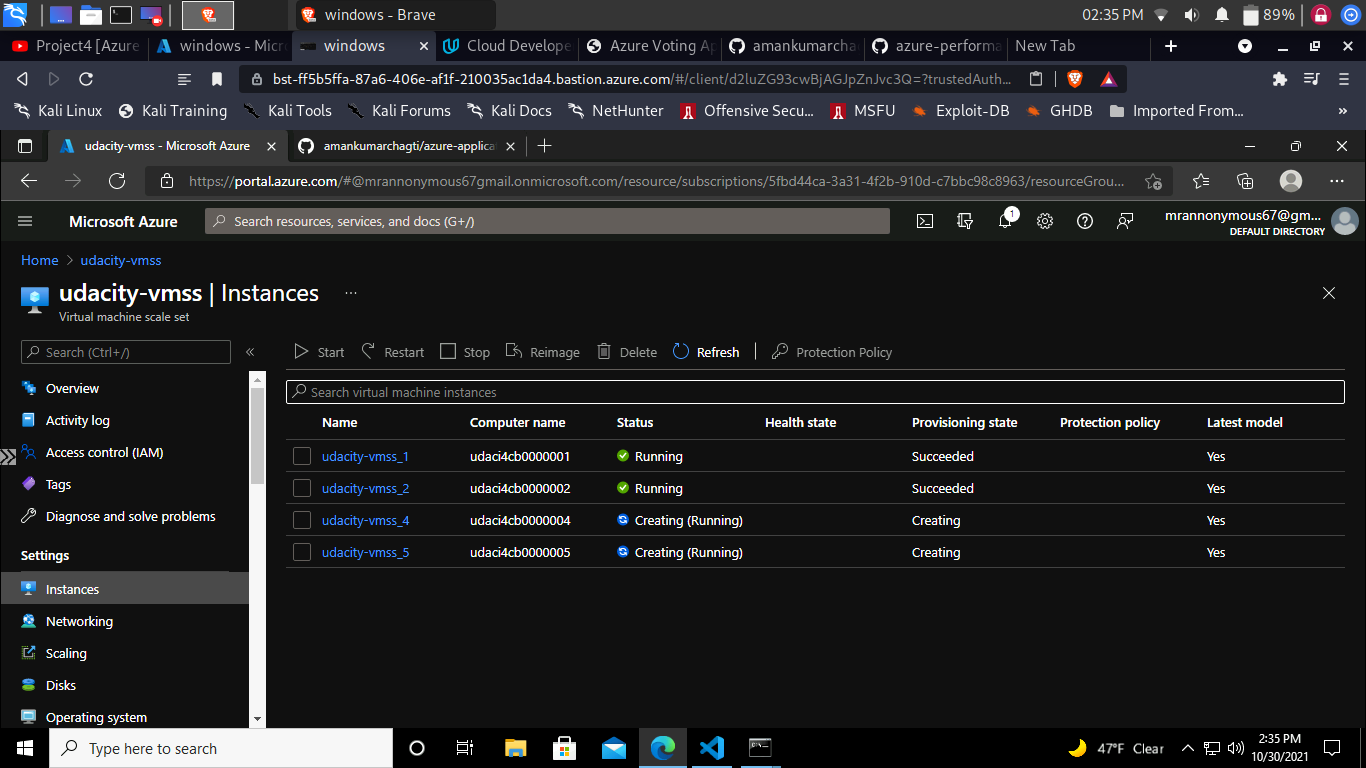 windows - Brave
02:35 PM
89%
Project4 [Azure
windows - Micr
windows
Cloud Develope
Azure Voting Ap
amankumarcha
azure-performa
New Tab
bst-ff5b5ffa-87a6-406e-af1f-210035ac1da4.bastion.azure.com/#/client/d2luZG93cwBjAGJpZnJvc3Q=?trustedAuth...
Kali Linux
Kali Training
Kali Tools
Kali Forums
Kali Docs
NetHunter
Offensive Secu...
MSFU
Exploit-DB
GHDB
Imported From...
udacity-vmss - Microsoft Azure
amankumarchagti/azure-applica
https://portal.azure.com/#@mrannonymous67gmail.onmicrosoft.com/resource/subscriptions/5fbd44ca-3a31-4f2b-910d-c7bbc98c8963/resourceGrou...
Microsoft Azure
Search resources, services, and docs (G+/)
1
mrannonymous67@gm...
DEFAULT DIRECTORY
Home > udacity-vmss
udacity-vmss | Instances ...
Virtual machine scale set
Search (Ctrl+/)
«
Start
Restart
Stop
Reimage
Delete
Refresh
Protection Policy
Overview
Activity log
Access control (IAM)
Tags
Diagnose and solve problems
Settings
Instances
Networking
Scaling
Disks
Operating system
Search virtual machine instances
Name Computer name Status Health state Provisioning state Protection policy Latest model
udacity-vmss_1 udaci4cb0000001 Running Succeeded Yes
udacity-vmss_2 udaci4cb0000002 Running Succeeded Yes
udacity-vmss_4 udaci4cb0000004 Creating (Running) Creating Yes
udacity-vmss_5 udaci4cb0000005 Creating (Running) Creating Yes
Type here to search
47°F Clear
2:35 PM
10/30/2021